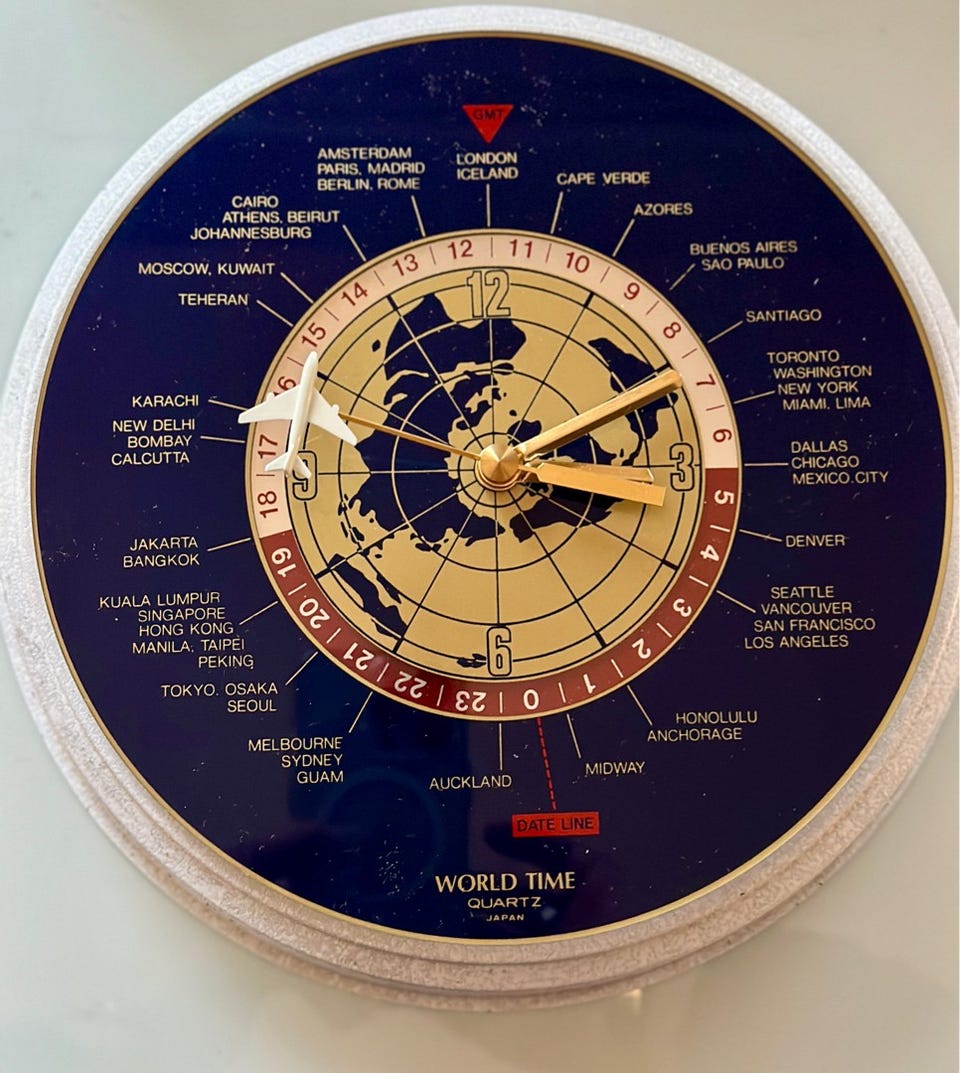 GMT
LONDON
ICELAND
CAPE VERDE
AZORES
BUENOS AIRES
SAO PAULO
SANTIAGO
TORONTO
WASHINGTON
NEW YORK
MIAMI, LIMA
DALLAS
CHICAGO
MEXICO.CITY
DENVER
SEATTLE
VANCOUVER
SAN FRANCISCO
LOS ANGELES
HONOLULU
ANCHORAGE
MIDWAY
DATE LINE
AUCKLAND
MELBOURNE
SYDNEY
GUAM
TOKYO. OSAKA
SEOUL
KUALA LUMPUR
SINGAPORE
HONG KONG
MANILA, TAIPEI
PEKING
JAKARTA
BANGKOK
NEW DELHI
BOMBAY
CALCUTTA
KARACHI
TEHERAN
MOSCOW, KUWAIT
CAIRO
ATHENS, BEIRUT
JOHANNESBURG
AMSTERDAM
PARIS, MADRID
BERLIN, ROME
12 11 10 9 8 7 6 5 4 3 2 1 0 23 22 21 20 19 18 17 16 15 14 13
12
3
6
9
WORLD TIME
QUARTZ
JAPAN